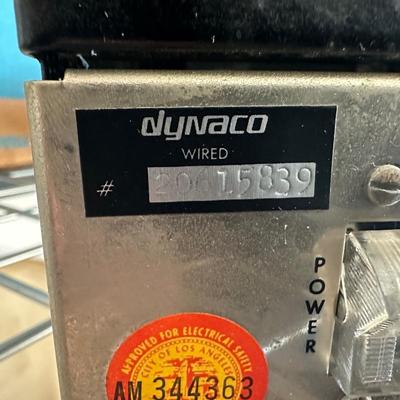 dynaco
WIRED
# 20615839
POWER
APPROVED FOR ELECTRICAL SAFETY
CITY OF LOS ANGELES
AM 344363